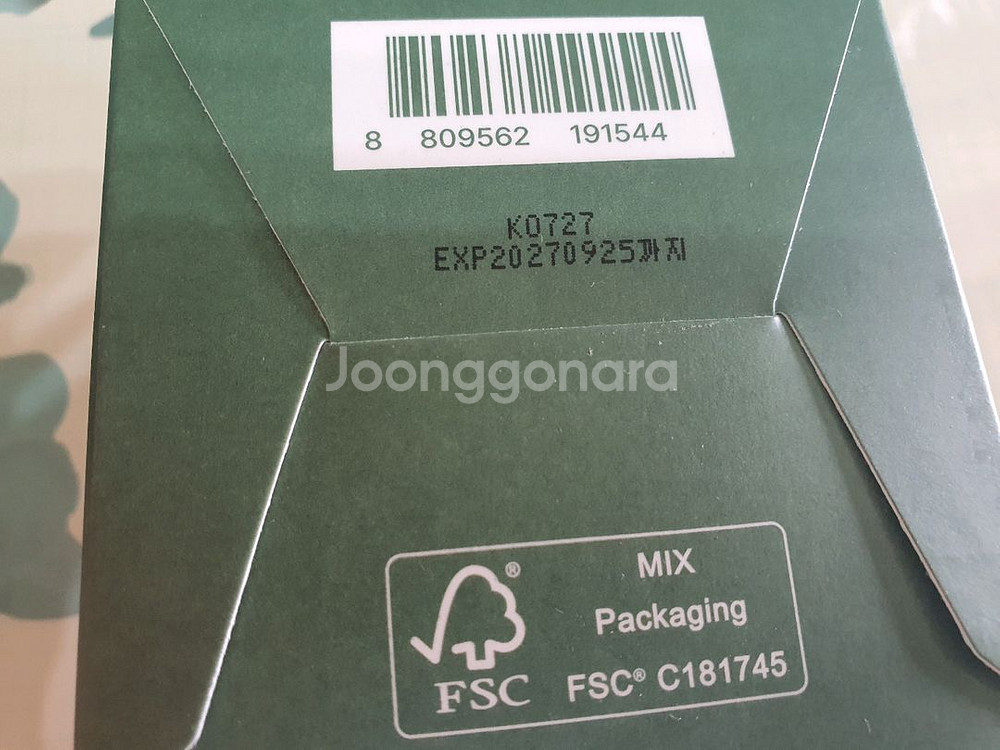 8 809562 191544
K0727
EXP20270925까지
Joonggonara
MIX
Packaging
FSC® C181745
®
FSC